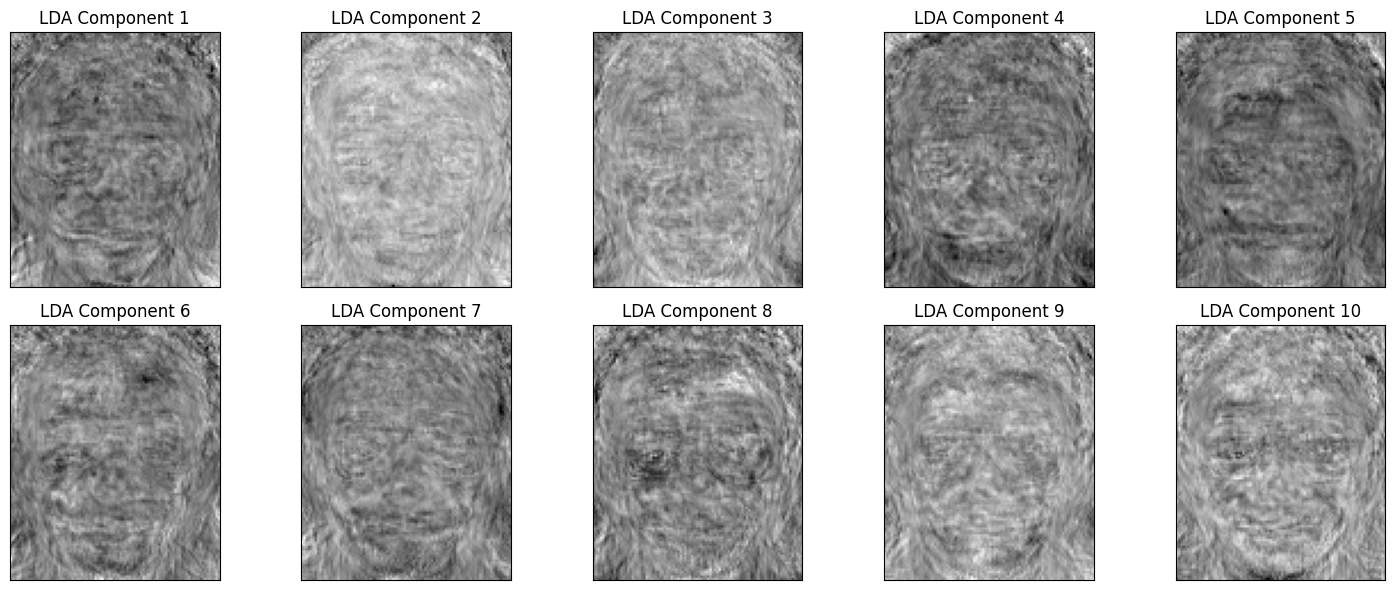 LDA Component 1
LDA Component 2
LDA Component 3
LDA Component 4
LDA Component 5
LDA Component 6
LDA Component 7
LDA Component 8
LDA Component 9
LDA Component 10